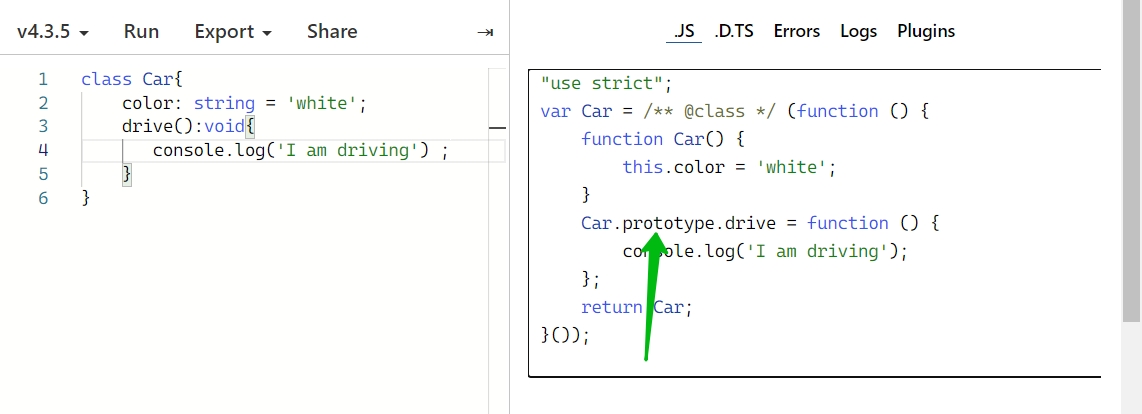 v4.3.5 Run Export Share
.JS .D.TS Errors Logs Plugins
1 class Car{
2 color: string = 'white';
3 drive():void{
4 console.log('I am driving') ;
5 }
6 }
"use strict";
var Car = /** @class */ (function () {
function Car() {
this.color = 'white';
}
Car.prototype.drive = function () {
console.log('I am driving');
};
return Car;
}());